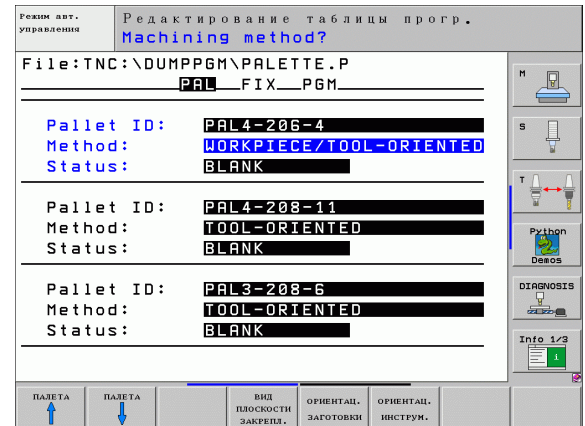 Режим авт.
управления
Редактирование таблицы прогр.
Machining method?
File:TNC:\DUMPPGM\PALETTE.P
PAL FIX PGM
Pallet ID: PAL4-206-4
Method: WORKPIECE/TOOL-ORIENTED
Status: BLANK
Pallet ID: PAL4-208-11
Method: TOOL-ORIENTED
Status: BLANK
Pallet ID: PAL3-208-6
Method: TOOL-ORIENTED
Status: BLANK
M
S
T
Python
Demos
DIAGNOSIS
Info 1/3
i
ПАЛЕТА
ПАЛЕТА
ВИД
ПЛОСКОСТИ
ЗАКРЕПЛ.
ОРИЕНТАЦ.
ЗАГОТОВКИ
ОРИЕНТАЦ.
ИНСТРУМ.